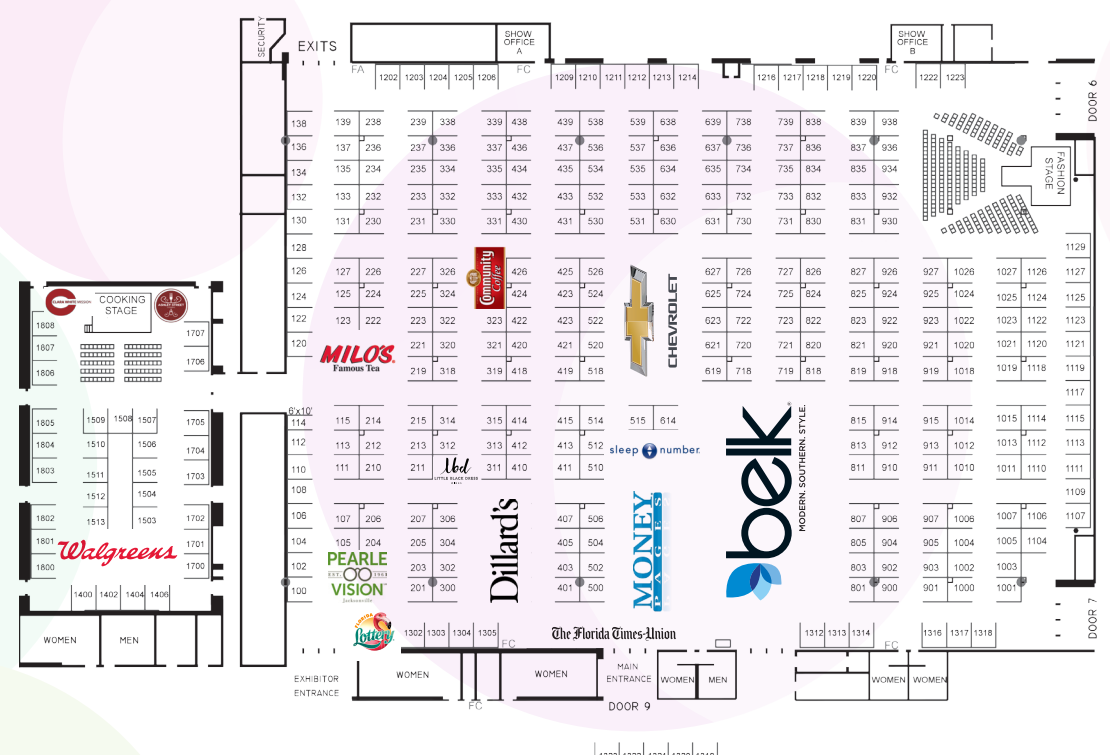 SECURITY
EXITS
SHOW
OFFICE
A
SHOW
OFFICE
B
FA
FC
FC
DOOR 6
1202 1203 1204 1205 1206
1209 1210 1211 1212 1213 1214
1216 1217 1218 1219 1220
1222 1223
138 139 238 239 338 339 438 439 538 539 638 639 738 739 838 839 938
136 137 236 237 336 337 436 437 536 537 636 637 736 737 836 837 936
134 135 234 235 334 335 434 435 534 535 634 635 734 735 834 835 934
132 133 232 233 332 333 432 433 532 533 632 633 732 733 832 833 932
130 131 230 231 330 331 430 431 530 531 630 631 730 731 830 831 930
FASHION
STAGE
128 1129
126 127 226 227 326 426 425 526 627 726 727 826 827 926 927 1026 1027 1126 1127
124 125 224 225 324 424 423 524 625 724 725 824 825 924 925 1024 1025 1124 1125
122 123 222 223 322 323 422 423 522 623 722 723 822 823 922 923 1022 1023 1122 1123
120 221 320 321 420 421 520 621 720 721 820 821 920 921 1020 1021 1120 1121
219 318 319 418 419 518 619 718 719 818 819 918 919 1018 1019 1118 1119
1117
Community
Coffee
CHEVROLET
MILO'S
Famous Tea
CLARK WHITE MISSION
COOKING
STAGE
ASHLEY STREET
1808 1707
1807
1806 1706
1805 1509 1508 1507 1705
1804 1510 1506 1704
1803 1511 1505 1703
1512 1504
1802 1513 1503 1702
1801 1701
1800 1700
Walgreens
1400 1402 1404 1406
WOMEN
MEN
6'x10'
114 115 214 215 314 315 414 415 514 515 614 815 914 915 1014 1015 1114 1115
112 113 212 213 312 313 412 413 512 813 912 913 1012 1013 1112 1113
110 111 210 211 311 410 411 510 811 910 911 1010 1011 1110 1111
108 1109
106 107 206 207 306 407 506 807 906 907 1006 1007 1106 1107
104 105 204 205 304 405 504 805 904 905 1004 1005 1104
102 203 302 403 502 803 902 903 1002 1003
100 201 300 401 500 801 900 901 1000 1001
lbd
LITTLE BLACK DRESS
sleep number
belk
MODERN. SOUTHERN. STYLE.
Dillard's
MONEY
PAGES
PEARLE
EST. 1961
VISION
Jacksonville
FLORIDA
Lottery
1302 1303 1304 1305
FC
The Florida Times-Union
1312 1313 1314
FC
1316 1317 1318
DOOR 7
EXHIBITOR
ENTRANCE
WOMEN
FC
WOMEN
MAIN
ENTRANCE
DOOR 9
WOMEN
MEN
WOMEN
WOMEN